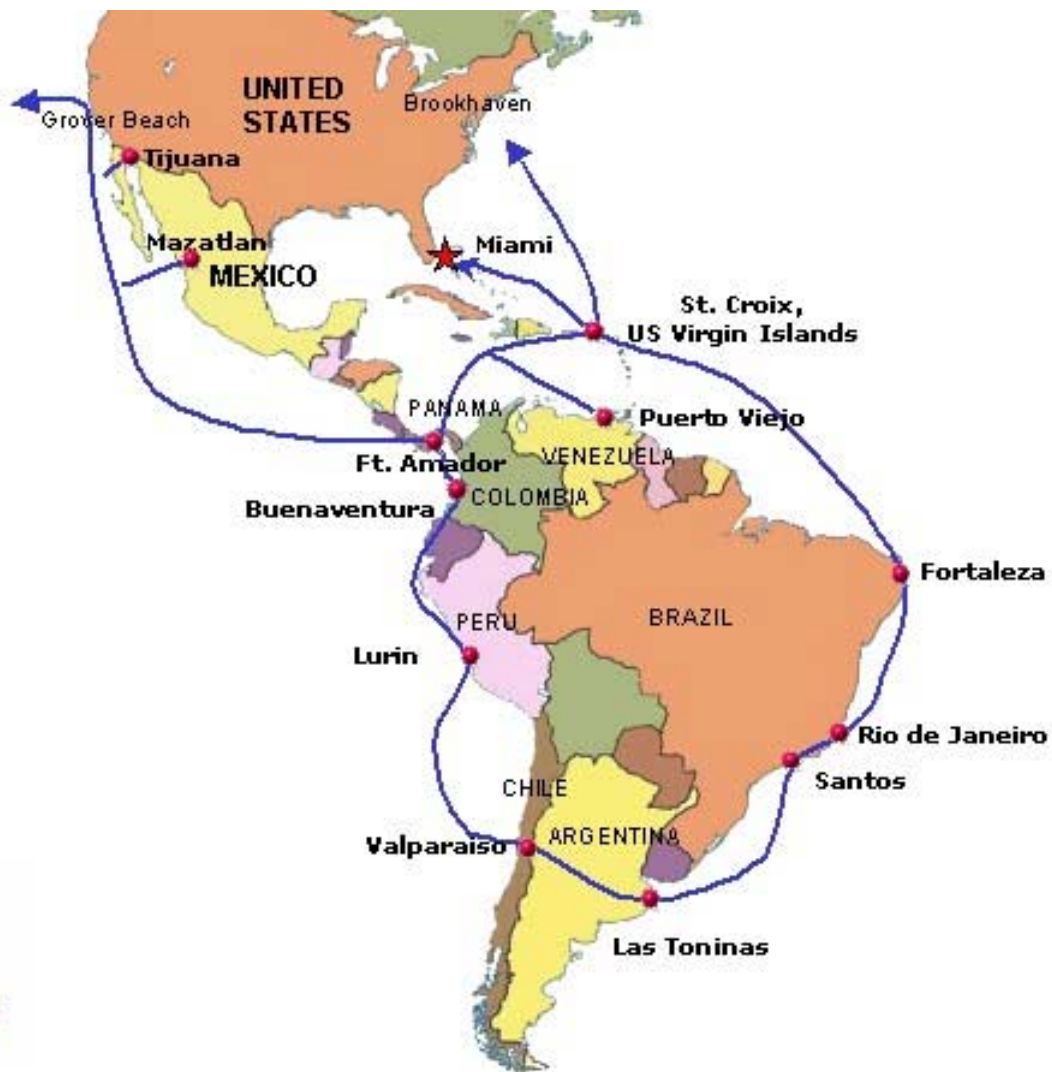 UNITED
STATES
Brookhaven
Grover Beach
Tijuana
Mazatlan
MEXICO
Miami
St. Croix,
US Virgin Islands
PANAMA
Puerto Viejo
Ft. Amador
VENEZUELA
Buenaventura
COLOMBIA
Fortaleza
PERU
BRAZIL
Lurin
Rio de Janeiro
Santos
CHILE
Valparaiso
ARGENTINA
Las Toninas